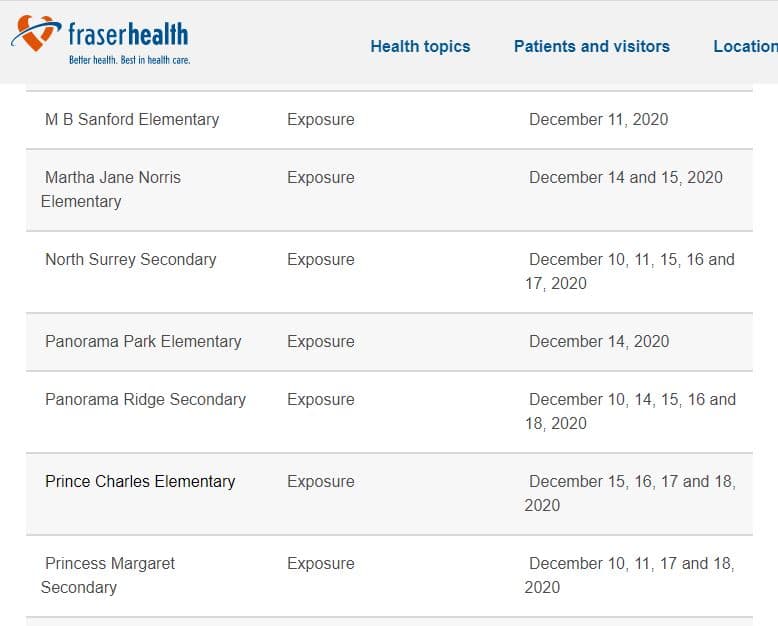 fraserhealth
Better health. Best in health care.
Health topics Patients and visitors Location
M B Sanford Elementary Exposure December 11, 2020
Martha Jane Norris Exposure December 14 and 15, 2020
Elementary
North Surrey Secondary Exposure December 10, 11, 15, 16 and
17, 2020
Panorama Park Elementary Exposure December 14, 2020
Panorama Ridge Secondary Exposure December 10, 14, 15, 16 and
18, 2020
Prince Charles Elementary Exposure December 15, 16, 17 and 18,
2020
Princess Margaret Exposure December 10, 11, 17 and 18,
Secondary 2020